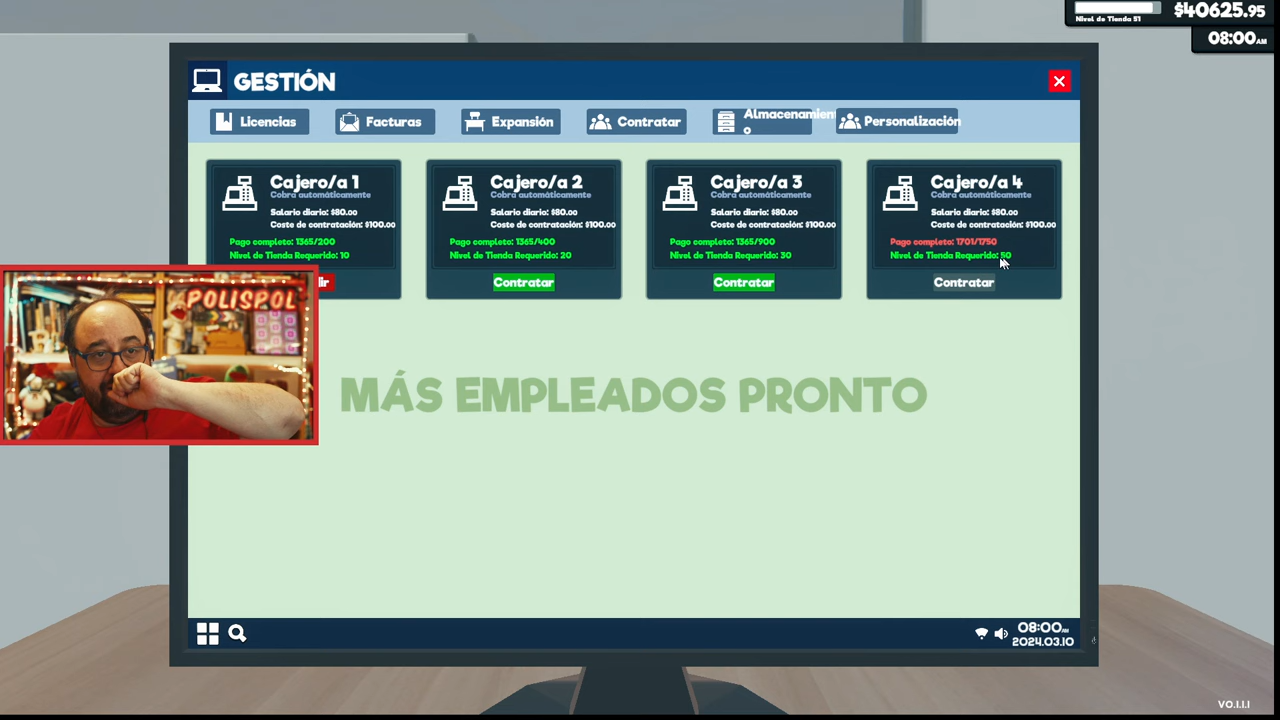 $40625.95
Nivel de Tienda 51
08:00AM
GESTIÓN
Licencias
Facturas
Expansión
Contratar
Almacenamient
o
Personalización
Cajero/a 1
Cobra automáticamente
Salario diario: $80.00
Coste de contratación: $100.00
Pago completo: 1365/200
Nivel de Tienda Requerido: 10
Cajero/a 2
Cobra automáticamente
Salario diario: $80.00
Coste de contratación: $100.00
Pago completo: 1365/400
Nivel de Tienda Requerido: 20
Contratar
Cajero/a 3
Cobra automáticamente
Salario diario: $80.00
Coste de contratación: $100.00
Pago completo: 1365/900
Nivel de Tienda Requerido: 30
Contratar
Cajero/a 4
Cobra automáticamente
Salario diario: $80.00
Coste de contratación: $100.00
Pago completo: 1701/1750
Nivel de Tienda Requerido: 50
Contratar
POLISPOL
MÁS EMPLEADOS PRONTO
08:00AM
2024.03.10
V0.1.1.1